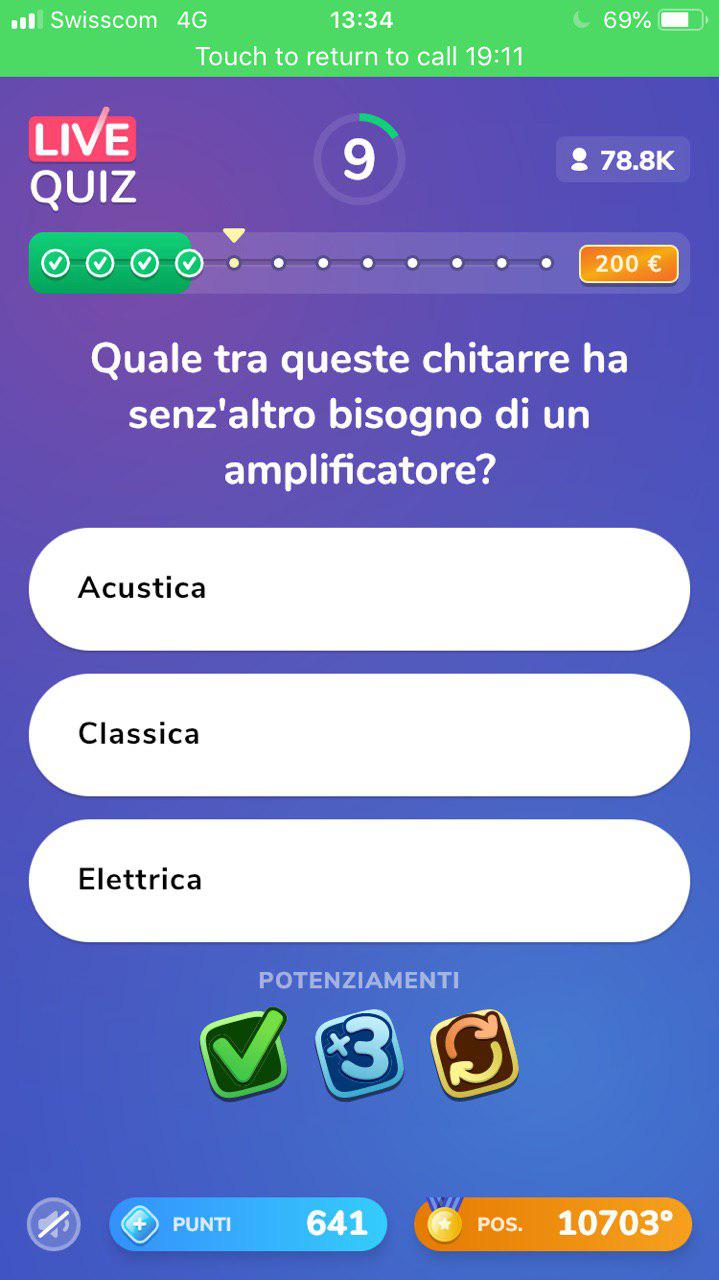 Swisscom 4G 13:34 69%
Touch to return to call 19:11
LIVE
QUIZ
9
78.8K
200 €
Quale tra queste chitarre ha
senz'altro bisogno di un
amplificatore?
Acustica
Classica
Elettrica
POTENZIAMENTI
×3
PUNTI 641
POS. 10703°